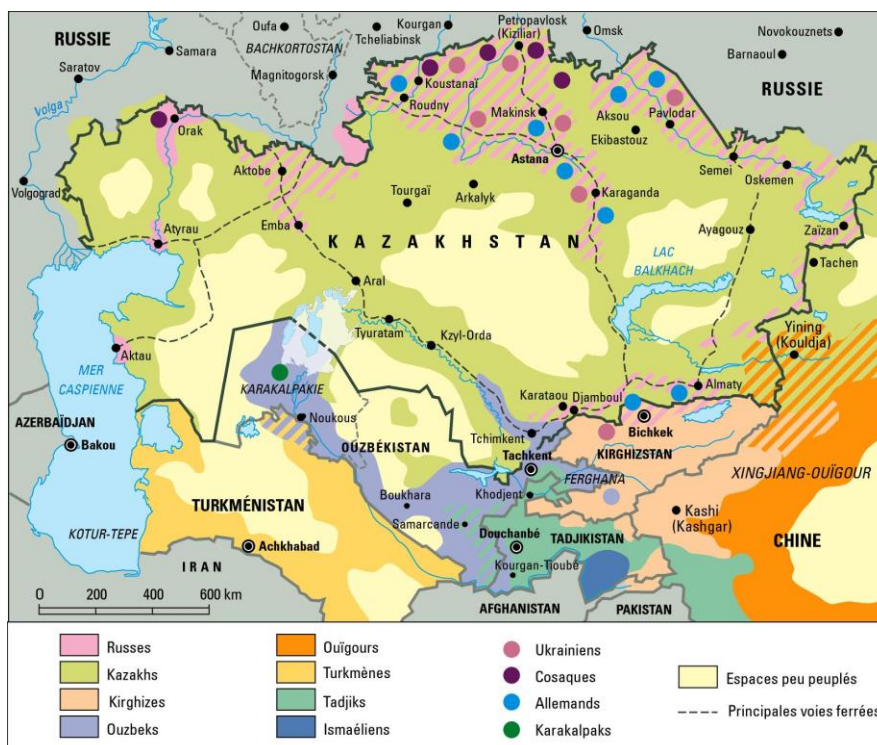 RUSSIE
Oufa
BACHKORTOSTAN
Kourgan
Tcheliabinsk
Petropavlosk
(Kiziliar)
Omsk
Novokouznets
Barnaoul
RUSSIE
Samara
Saratov
Magnitogorsk
Volga
Koustanaï
Roudny
Makinsk
Aksou
Pavlodar
Ekibastouz
Orak
Astana
Semei
Oskemen
Volgograd
Aktobe
Tourgaï
Arkalyk
Karaganda
Atyrau
Emba
KAZAKHSTAN
Ayagouz
Zaïzan
LAC
BALKHACH
Tachen
Aral
Tyuratam
Kzyl-Orda
Yining
(Kouldja)
Aktau
MER
CASPIENNE
KARAKALPAKIE
Karataou
Djamboul
Almaty
AZERBAÏDJAN
Bakou
Noukous
Tchimkent
Bichkek
OUZBÉKISTAN
Tachkent
KIRGHIZSTAN
FERGHANA
XINGJIANG-OUÏGOUR
TURKMÉNISTAN
Boukhara
Khodjent
Samarcande
Kashi
(Kashgar)
KOTUR-TEPE
Achkhabad
Douchanbé
TADJIKISTAN
CHINE
IRAN
Kourgan-Tioubé
0 200 400 600 km
AFGHANISTAN
PAKISTAN
Russes
Kazakhs
Kirghizes
Ouzbeks
Ouïgours
Turkmènes
Tadjiks
Ismaéliens
Ukrainiens
Cosaques
Allemands
Karakalpaks
Espaces peu peuplés
Principales voies ferrées